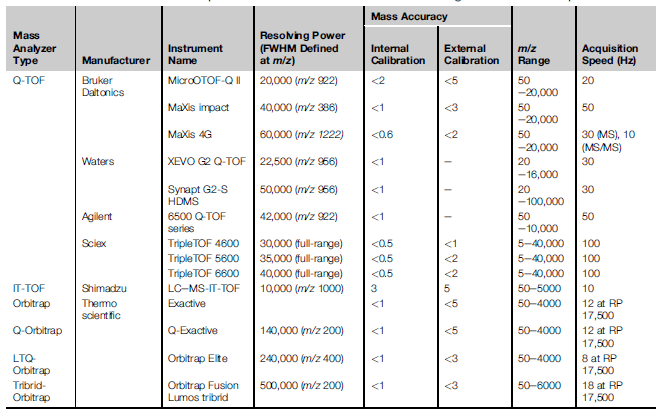 Mass Accuracy
Mass Analyzer Type Manufacturer Instrument Name Resolving Power (FWHM Defined at m/z) Internal Calibration External Calibration m/z Range Acquisition Speed (Hz)
Q-TOF Bruker Daltonics MicrOTOF-Q II 20,000 (m/z 922) <2 <5 50–20,000 20
MaXis impact 40,000 (m/z 386) <1 <3 50–20,000 50
MaXis 4G 60,000 (m/z 1222) <0.6 <2 50–20,000 30 (MS), 10 (MS/MS)
Waters XEVO G2 Q-TOF 22,500 (m/z 956) <1 – 20–16,000 30
Synapt G2-S HDMS 50,000 (m/z 956) <1 – 20–100,000 30
Agilent 6500 Q-TOF series 42,000 (m/z 922) <1 – 50–10,000 50
Sciex TripleTOF 4600 30,000 (full-range) <0.5 <1 5–40,000 100
TripleTOF 5600 35,000 (full-range) <0.5 <2 5–40,000 100
TripleTOF 6600 40,000 (full-range) <0.5 <2 5–40,000 100
IT-TOF Shimadzu LC–MS-IT-TOF 10,000 (m/z 1000) 3 5 50–5000 10
Orbitrap Thermo scientific Exactive <1 <5 50–4000 12 at RP 17,500
Q-Orbitrap Q-Exactive 140,000 (m/z 200) <1 <5 50–4000 12 at RP 17,500
LTQ-Orbitrap Orbitrap Elite 240,000 (m/z 400) <1 <3 50–4000 8 at RP 17,500
Tribrid-Orbitrap Orbitrap Fusion Lumos tribrid 500,000 (m/z 200) <1 <3 50–6000 18 at RP 17,500